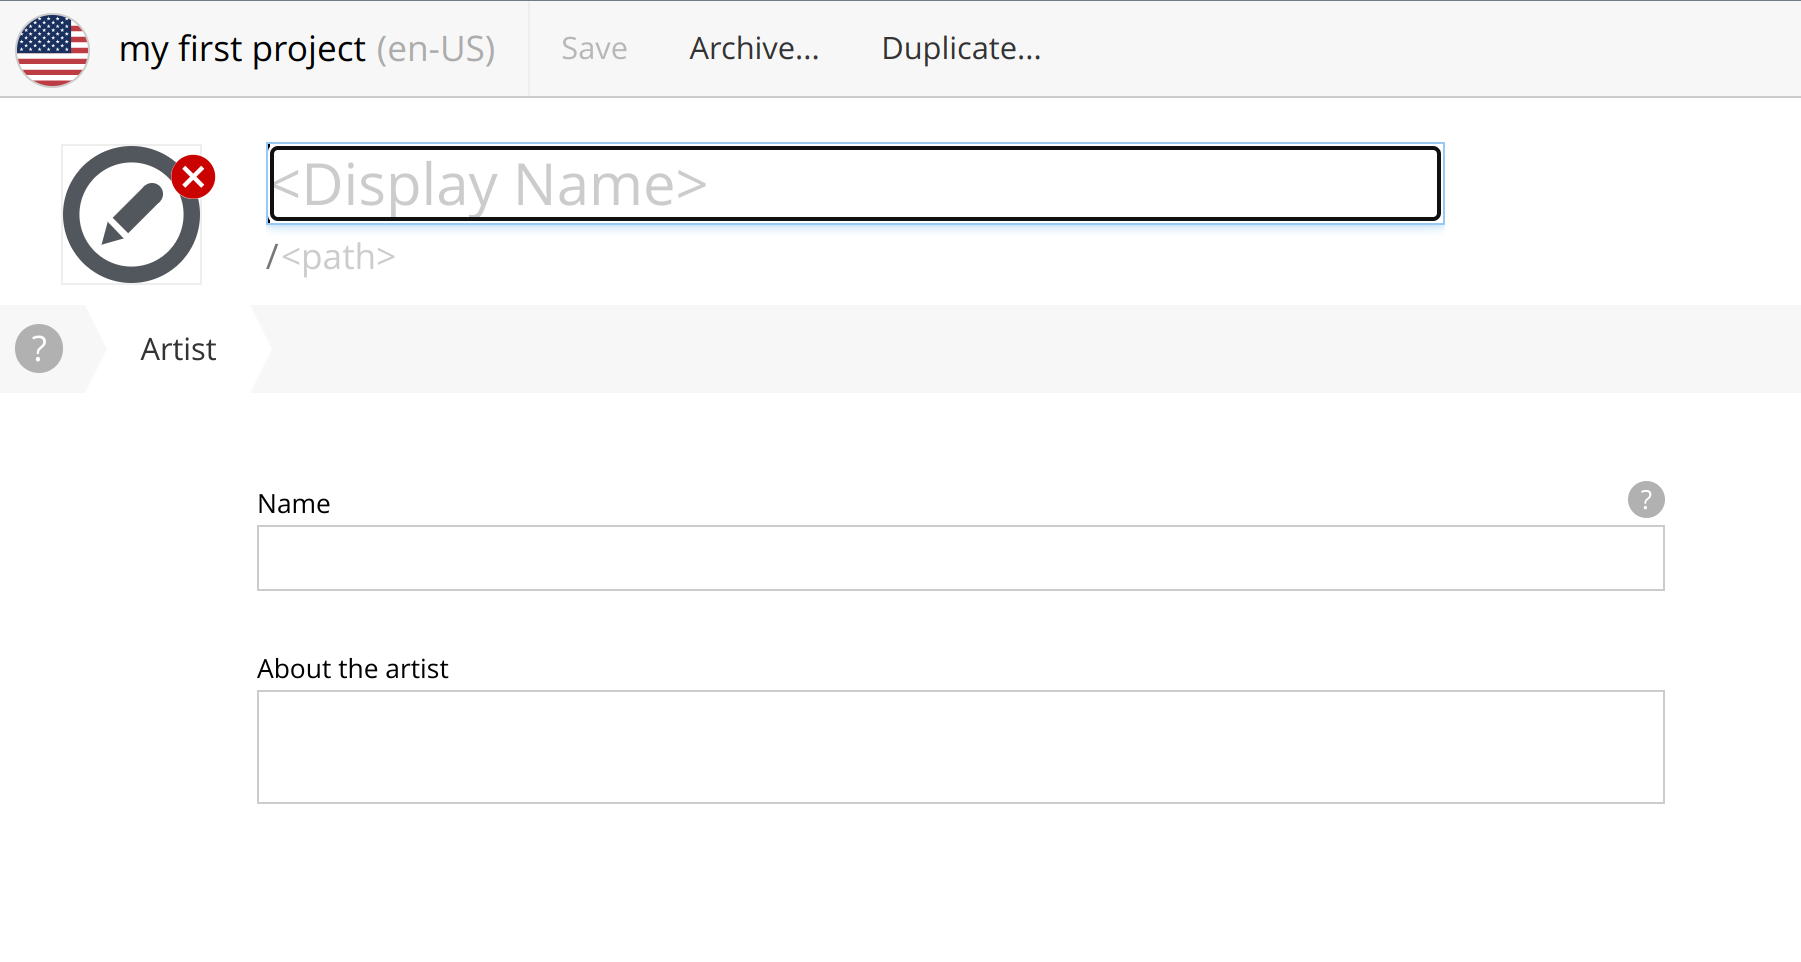 my first project (en-US) Save Archive... Duplicate...
<Display Name>
/<path>
? Artist
Name ?
About the artist